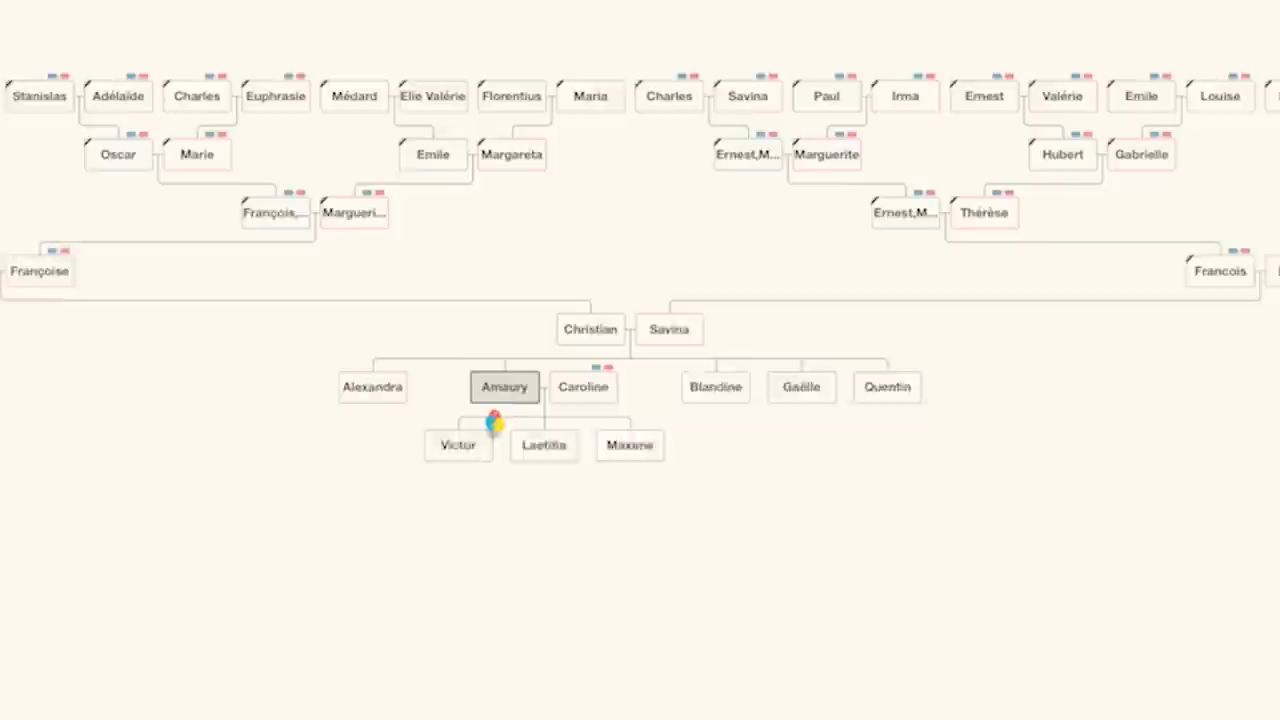 Stanislas Adélaïde Charles Euphrasie Médard Elie Valérie Florentius Maria Charles Savina Paul Irma Ernest Valérie Emile Louise
Oscar Marie Emile Margareta Ernest,M... Marguerite Hubert Gabrielle
François,... Margueri... Ernest,M... Thérèse
Françoise Francois
Christian Savina
Alexandra Amaury Caroline Blandine Gaëlle Quentin
Victor Laetitia Maxene